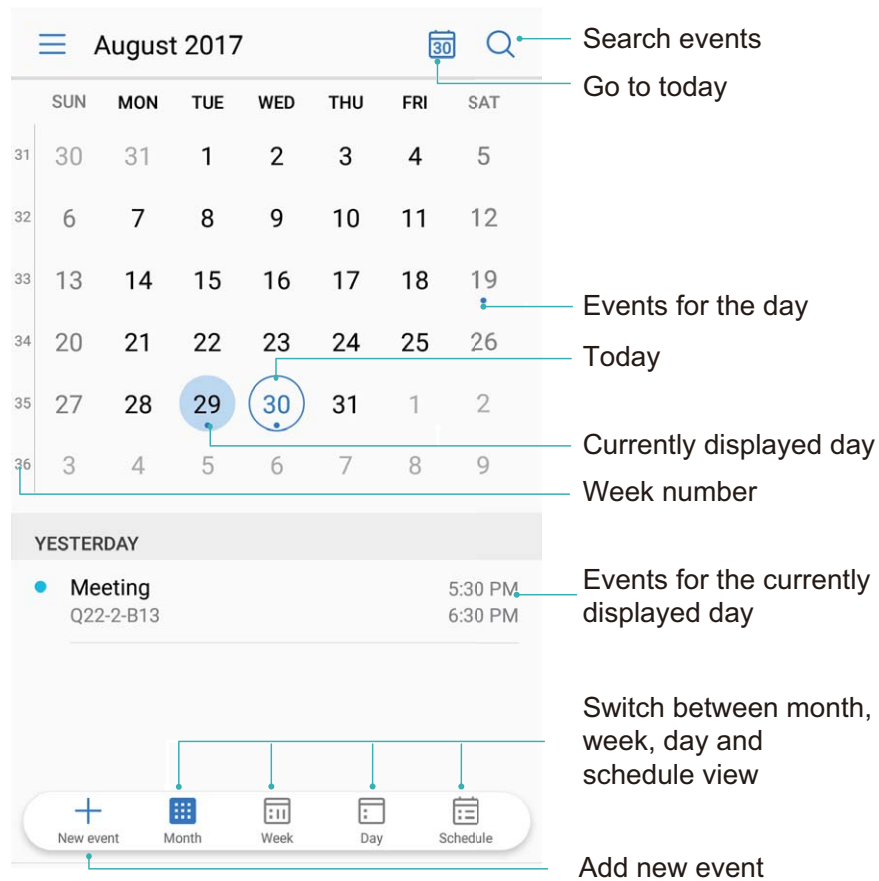 August 2017
30
Search events
Go to today
SUN MON TUE WED THU FRI SAT
31 30 31 1 2 3 4 5
32 6 7 8 9 10 11 12
33 13 14 15 16 17 18 19
Events for the day
34 20 21 22 23 24 25 26
Today
35 27 28 29 30 31 1 2
Currently displayed day
36 3 4 5 6 7 8 9
Week number
YESTERDAY
Meeting 5:30 PM
Q22-2-B13 6:30 PM
Events for the currently
displayed day
Switch between month,
week, day and
schedule view
New event Month Week Day Schedule
Add new event